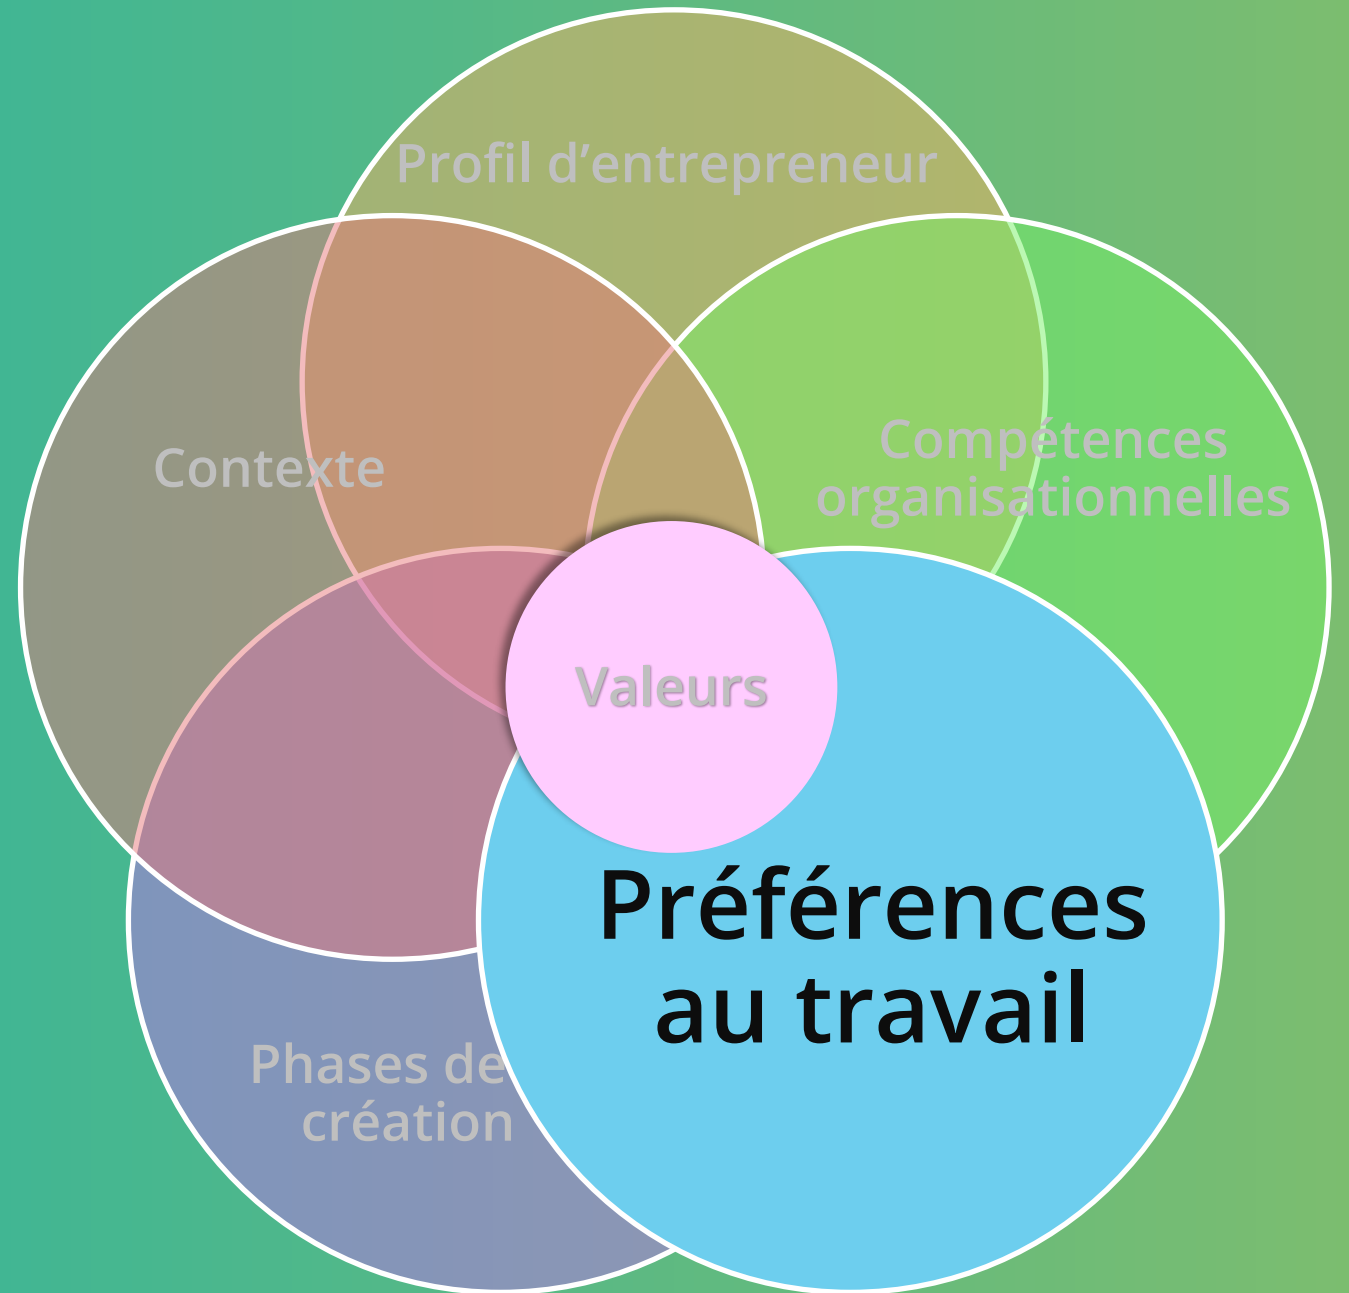 Profil d’entrepreneur
Compétences
organisationnelles
Contexte
Valeurs
Préférences
au travail
Phases de
création